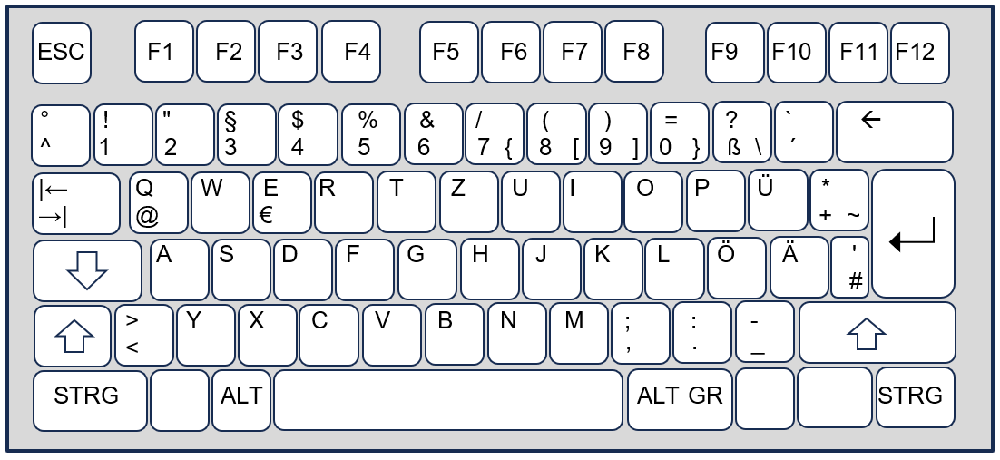 ESC F1 F2 F3 F4 F5 F6 F7 F8 F9 F10 F11 F12
° ! " § $ % & / ( ) = ? ` ←
^ 1 2 3 4 5 6 7 { 8 [ 9 ] 0 } ß \ ´
|← Q W E R T Z U I O P Ü *
→| @ € + ~
A S D F G H J K L Ö Ä '
#
> Y X C V B N M ; : -
< , . _
STRG ALT ALT GR STRG